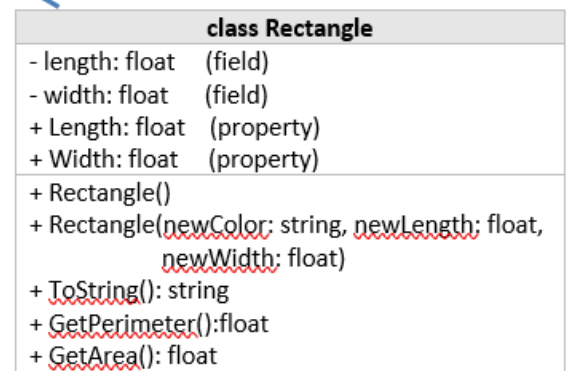 class Rectangle
- length: float (field)
- width: float (field)
+ Length: float (property)
+ Width: float (property)
+ Rectangle()
+ Rectangle(newColor: string, newLength: float,
newWidth: float)
+ ToString(): string
+ GetPerimeter():float
+ GetArea(): float